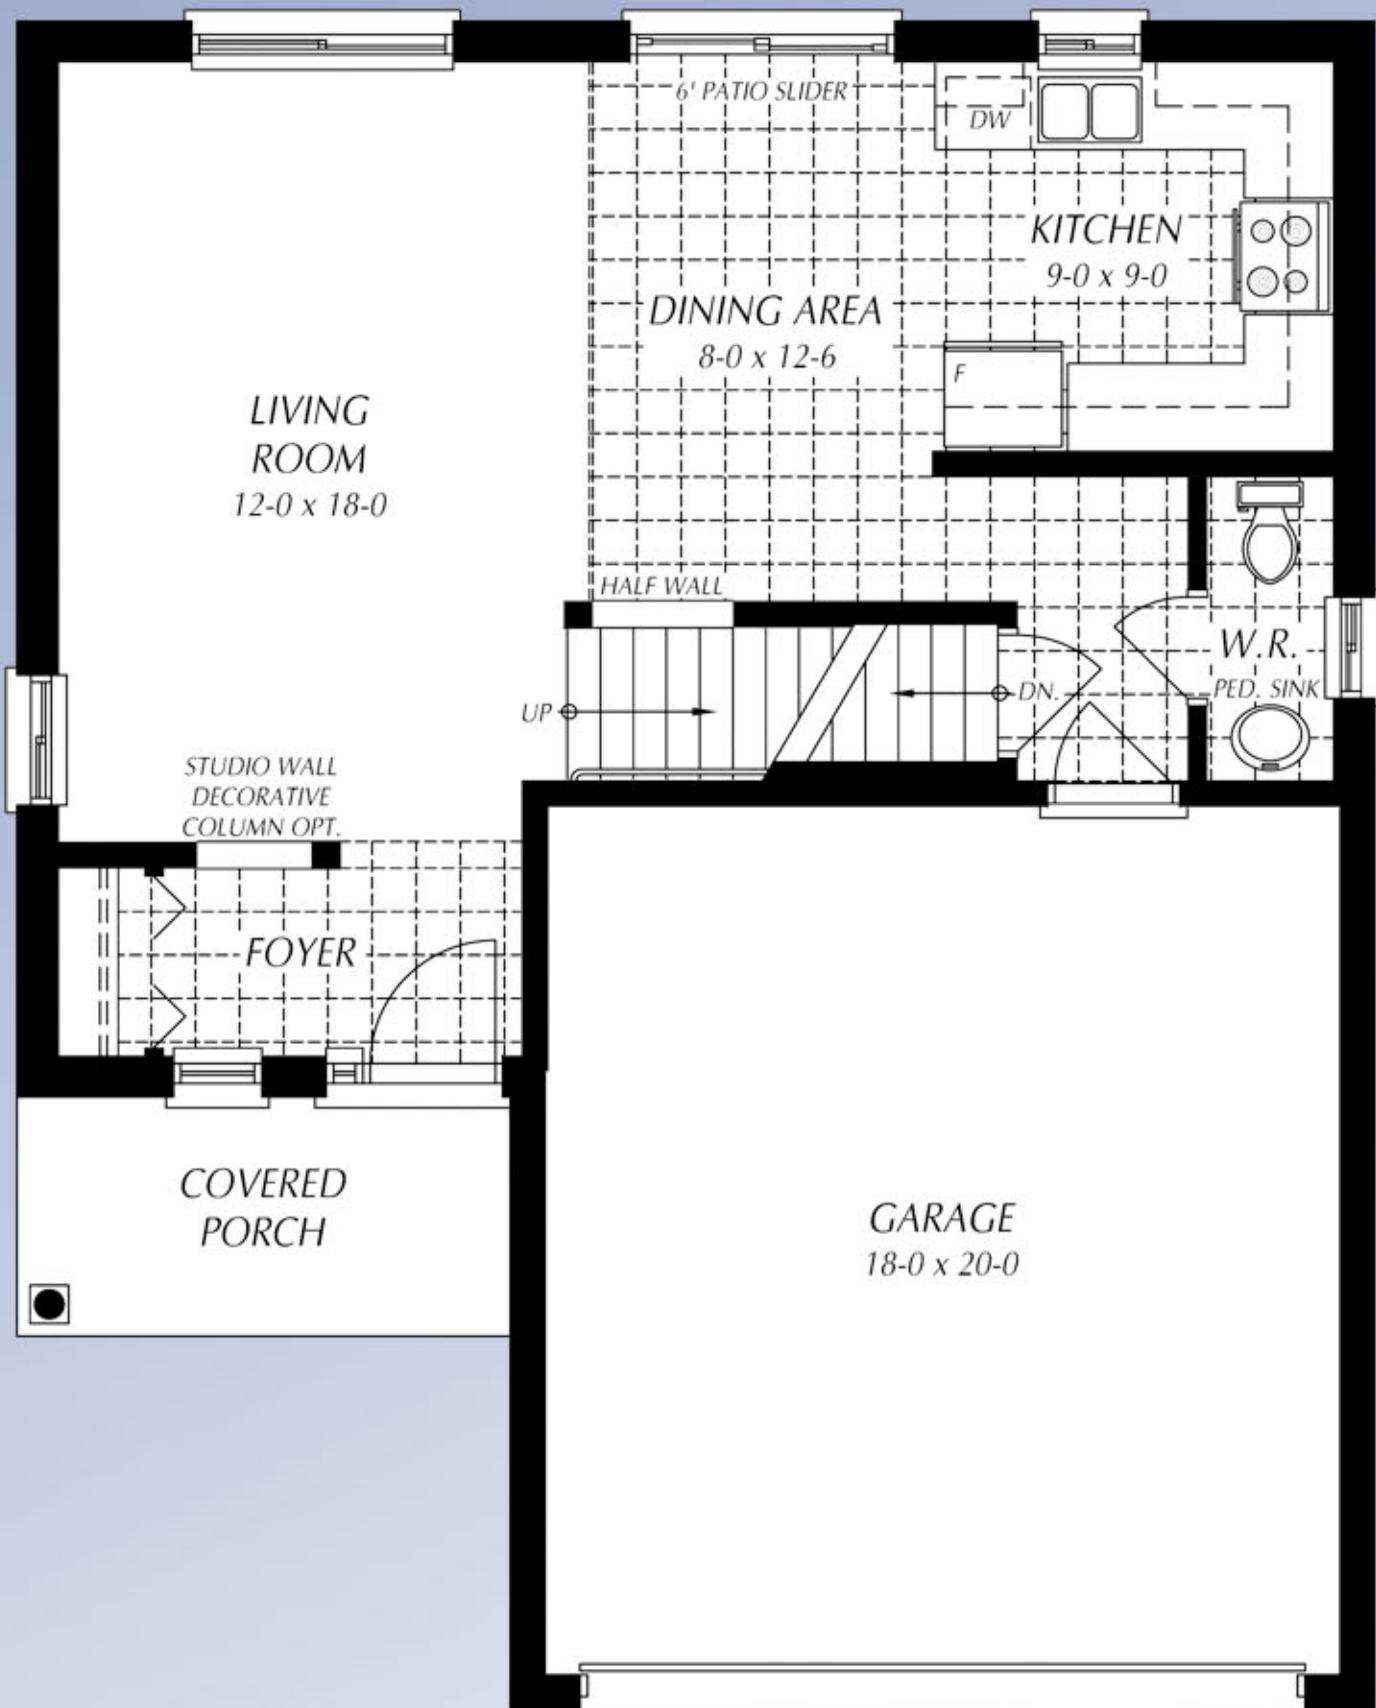 6' PATIO SLIDER
DW
KITCHEN
9-0 x 9-0
DINING AREA
8-0 x 12-6
F
LIVING
ROOM
12-0 x 18-0
HALF WALL
W.R.
PED. SINK
UP
DN.
STUDIO WALL
DECORATIVE
COLUMN OPT.
FOYER
COVERED
PORCH
GARAGE
18-0 x 20-0